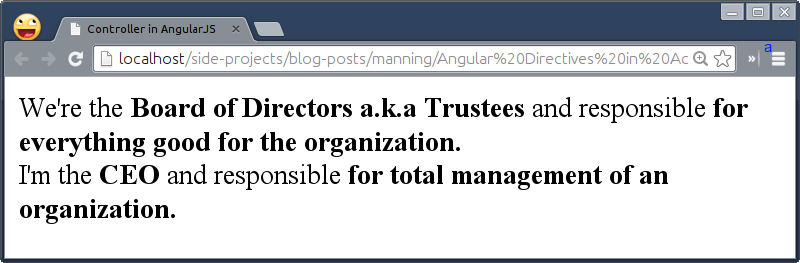 Controller in AngularJS
localhost/side-projects/blog-posts/manning/Angular%20Directives%20in%20Ac
a
We're the Board of Directors a.k.a Trustees and responsible for
everything good for the organization.
I'm the CEO and responsible for total management of an
organization.